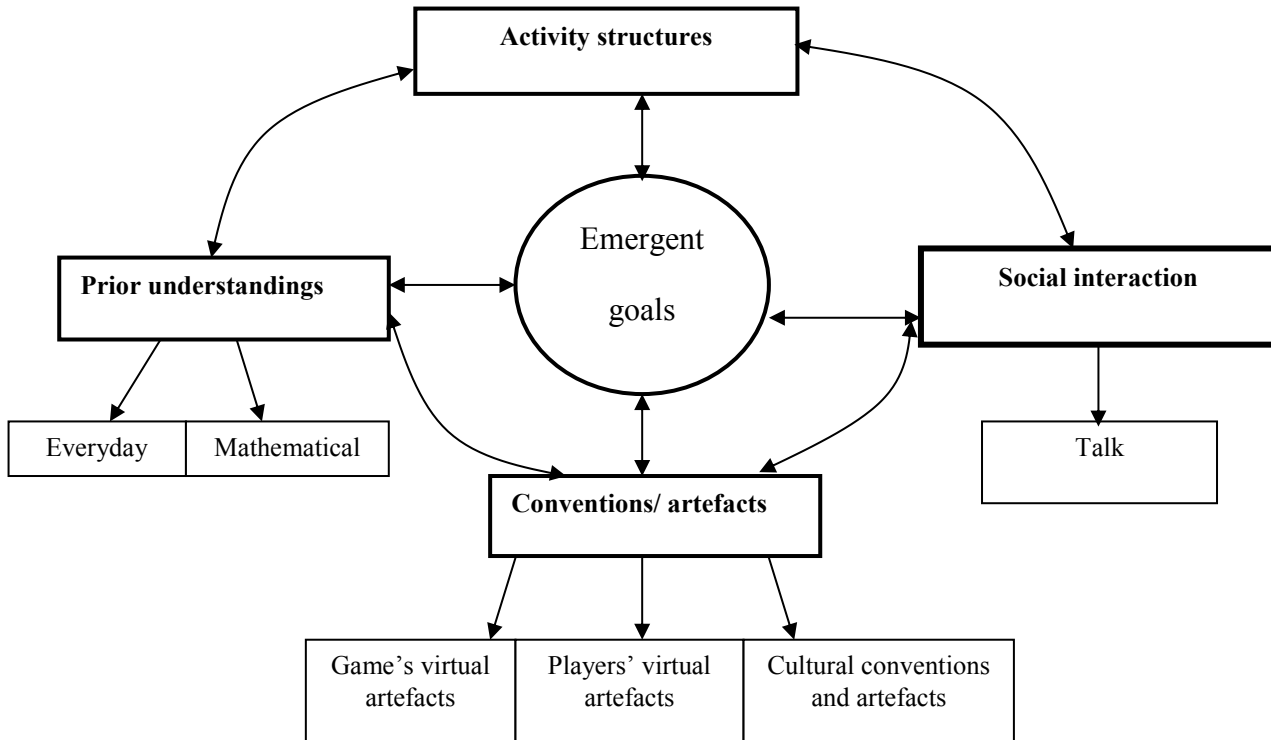 Activity structures
Emergent
goals
Prior understandings
Social interaction
Everyday
Mathematical
Talk
Conventions/ artefacts
Game’s virtual
artefacts
Players’ virtual
artefacts
Cultural conventions
and artefacts